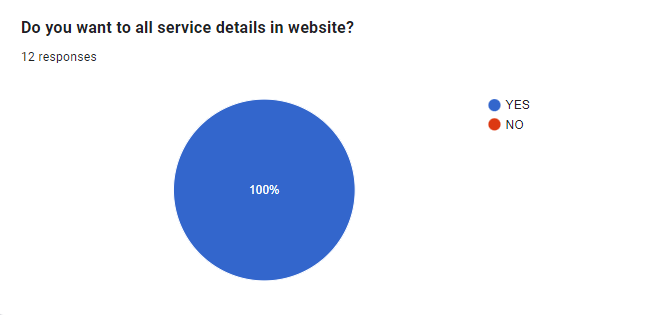 Do you want to all service details in website?
12 responses
YES
NO
100%